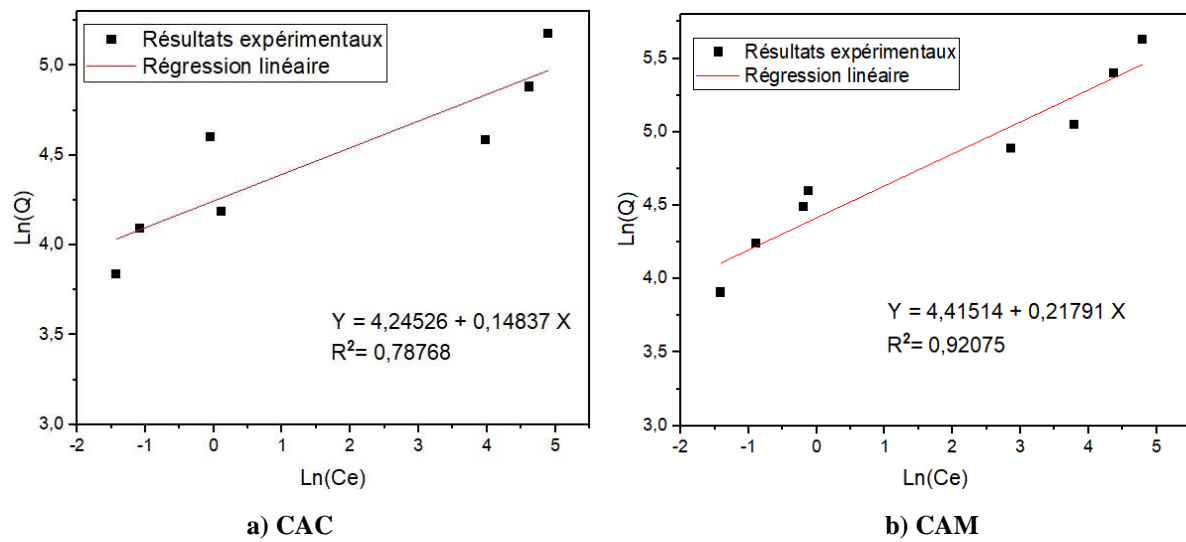 Résultats expérimentaux
Régression linéaire
5,0
4,5
4,0
3,5
3,0
Ln(Q)
Y = 4,24526 + 0,14837 X
R²= 0,78768
-2 -1 0 1 2 3 4 5
Ln(Ce)
a) CAC
Résultats expérimentaux
Régression linéaire
5,5
5,0
4,5
4,0
3,5
3,0
Ln(Q)
Y = 4,41514 + 0,21791 X
R²= 0,92075
-2 -1 0 1 2 3 4 5
Ln(Ce)
b) CAM